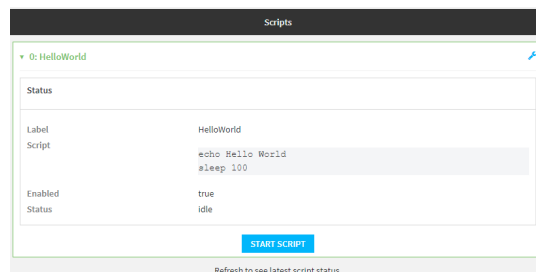 Scripts
0: HelloWorld
Status
Label HelloWorld
Script
echo Hello World
sleep 100
Enabled true
Status idle
START SCRIPT
Refresh to see latest script status